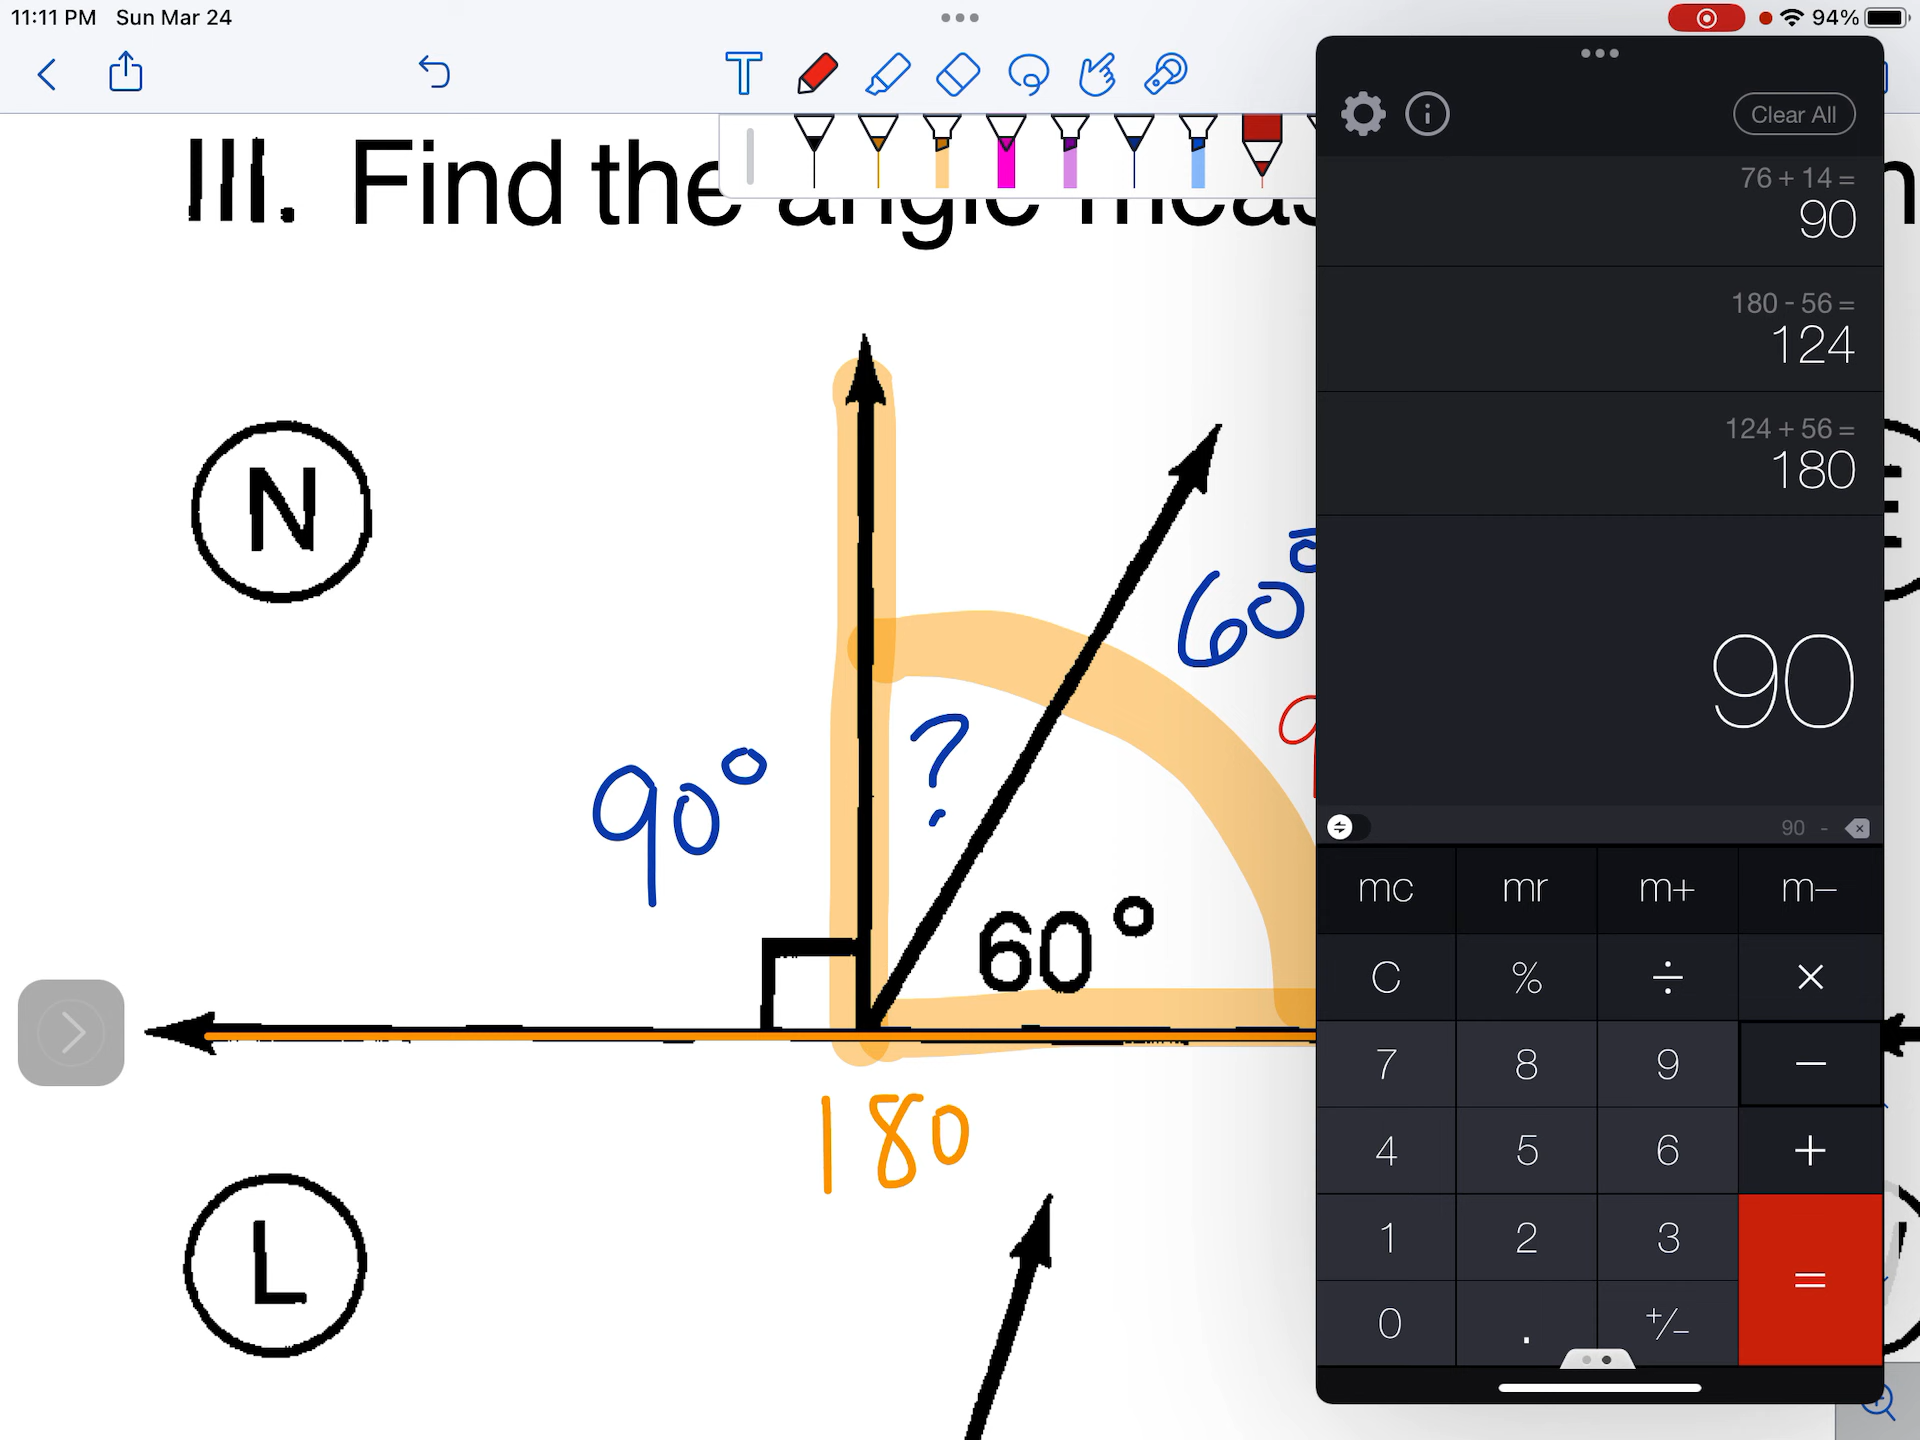 11:11 PM Sun Mar 24
94%
T
III. Find the angle meas
Clear All
76 + 14 =
90
180 - 56 =
124
124 + 56 =
180
90
90 -
N
60°
?
90°
60°
180
L
mc mr m+ m–
C % ÷ ×
7 8 9 −
4 5 6 +
1 2 3 =
0 . +/−